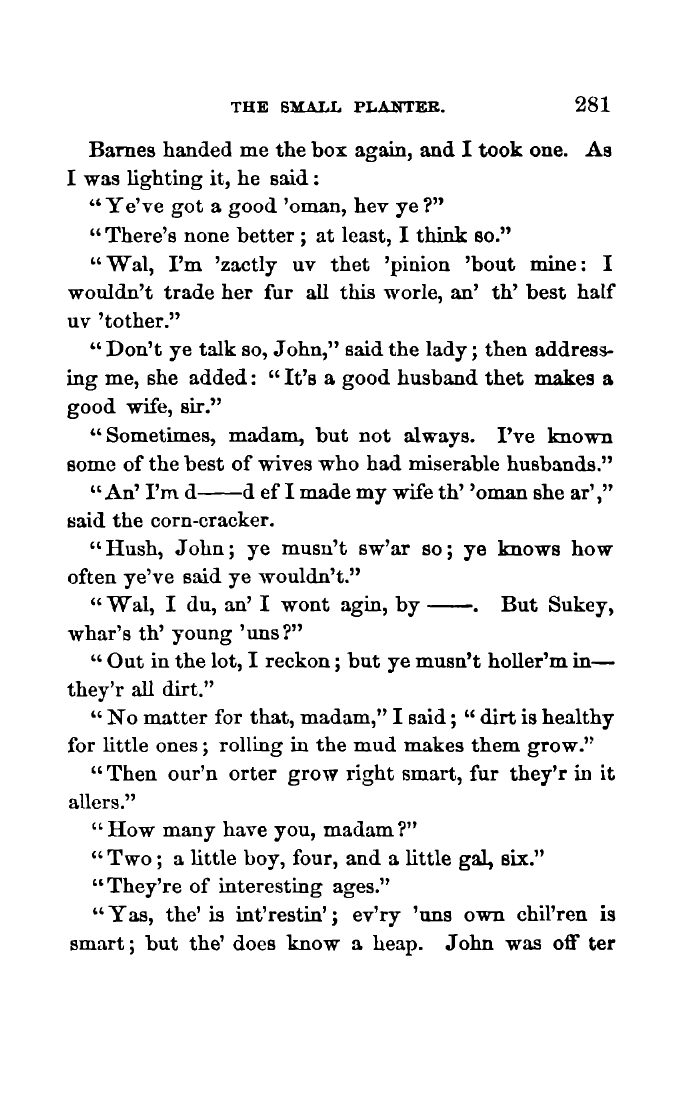 THE SMALL PLANTER. 281
Barnes handed me the box again, and I took one. As
I was lighting it, he said:
"Ye've got a good 'oman, hev ye?"
"There's none better; at least, I think so."
"Wal, I'm 'zactly uv thet 'pinion 'bout mine: I
wouldn't trade her fur all this worle, an' th' best half
uv 'tother."
"Don't ye talk so, John," said the lady; then address-
ing me, she added: "It's a good husband thet makes a
good wife, sir."
"Sometimes, madam, but not always. I've known
some of the best of wives who had miserable husbands."
"An' I'm d——d ef I made my wife th' 'oman she ar',"
said the corn-cracker.
"Hush, John; ye musn't sw'ar so; ye knows how
often ye've said ye wouldn't."
"Wal, I du, an' I wont agin, by ——. But Sukey,
whar's th' young 'uns?"
"Out in the lot, I reckon; but ye musn't holler'm in—
they'r all dirt."
"No matter for that, madam," I said; "dirt is healthy
for little ones; rolling in the mud makes them grow."
"Then our'n orter grow right smart, fur they'r in it
allers."
"How many have you, madam?"
"Two; a little boy, four, and a little gal, six."
"They're of interesting ages."
"Yas, the' is int'restin'; ev'ry 'uns own chil'ren is
smart; but the' does know a heap. John was off ter